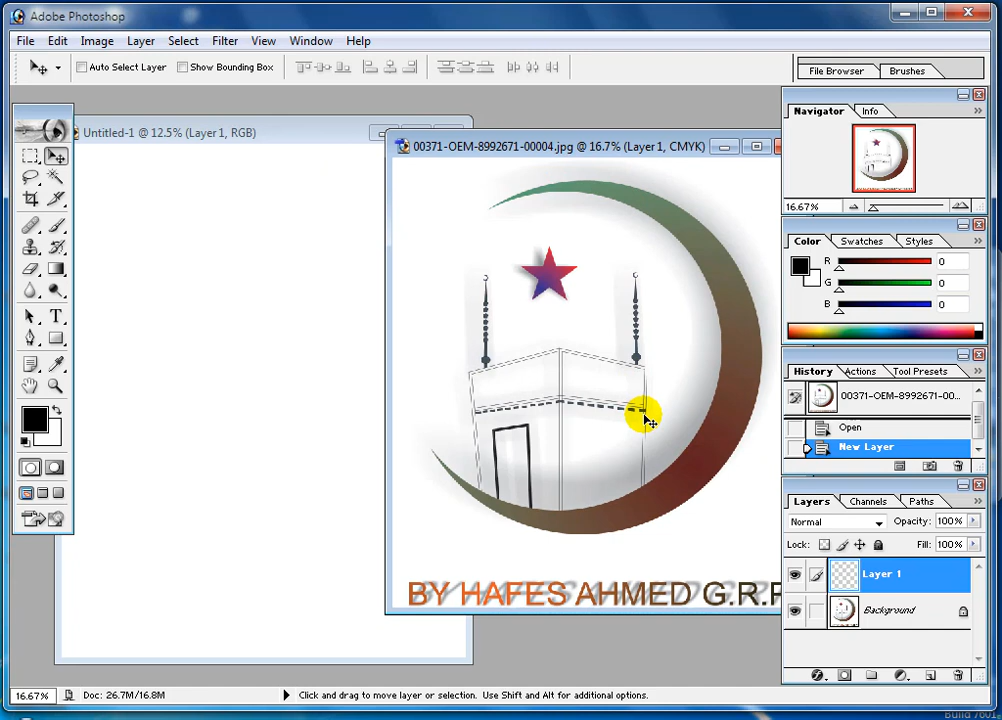 Adobe Photoshop
File Edit Image Layer Select Filter View Window Help
Auto Select Layer Show Bounding Box
File Browser Brushes
Untitled-1 @ 12.5% (Layer 1, RGB)
00371-OEM-8992671-00004.jpg @ 16.7% (Layer 1, CMYK)
Navigator Info
16.67%
Color Swatches Styles
R 0
G 0
B 0
History Actions Tool Presets
00371-OEM-8992671-00...
Open
New Layer
Layers Channels Paths
Normal Opacity: 100%
Lock: Fill: 100%
Layer 1
Background
BY HAFES AHMED G.R.
16.67% Doc: 26.7M/16.8M Click and drag to move layer or selection. Use Shift and Alt for additional options.
Build 7601